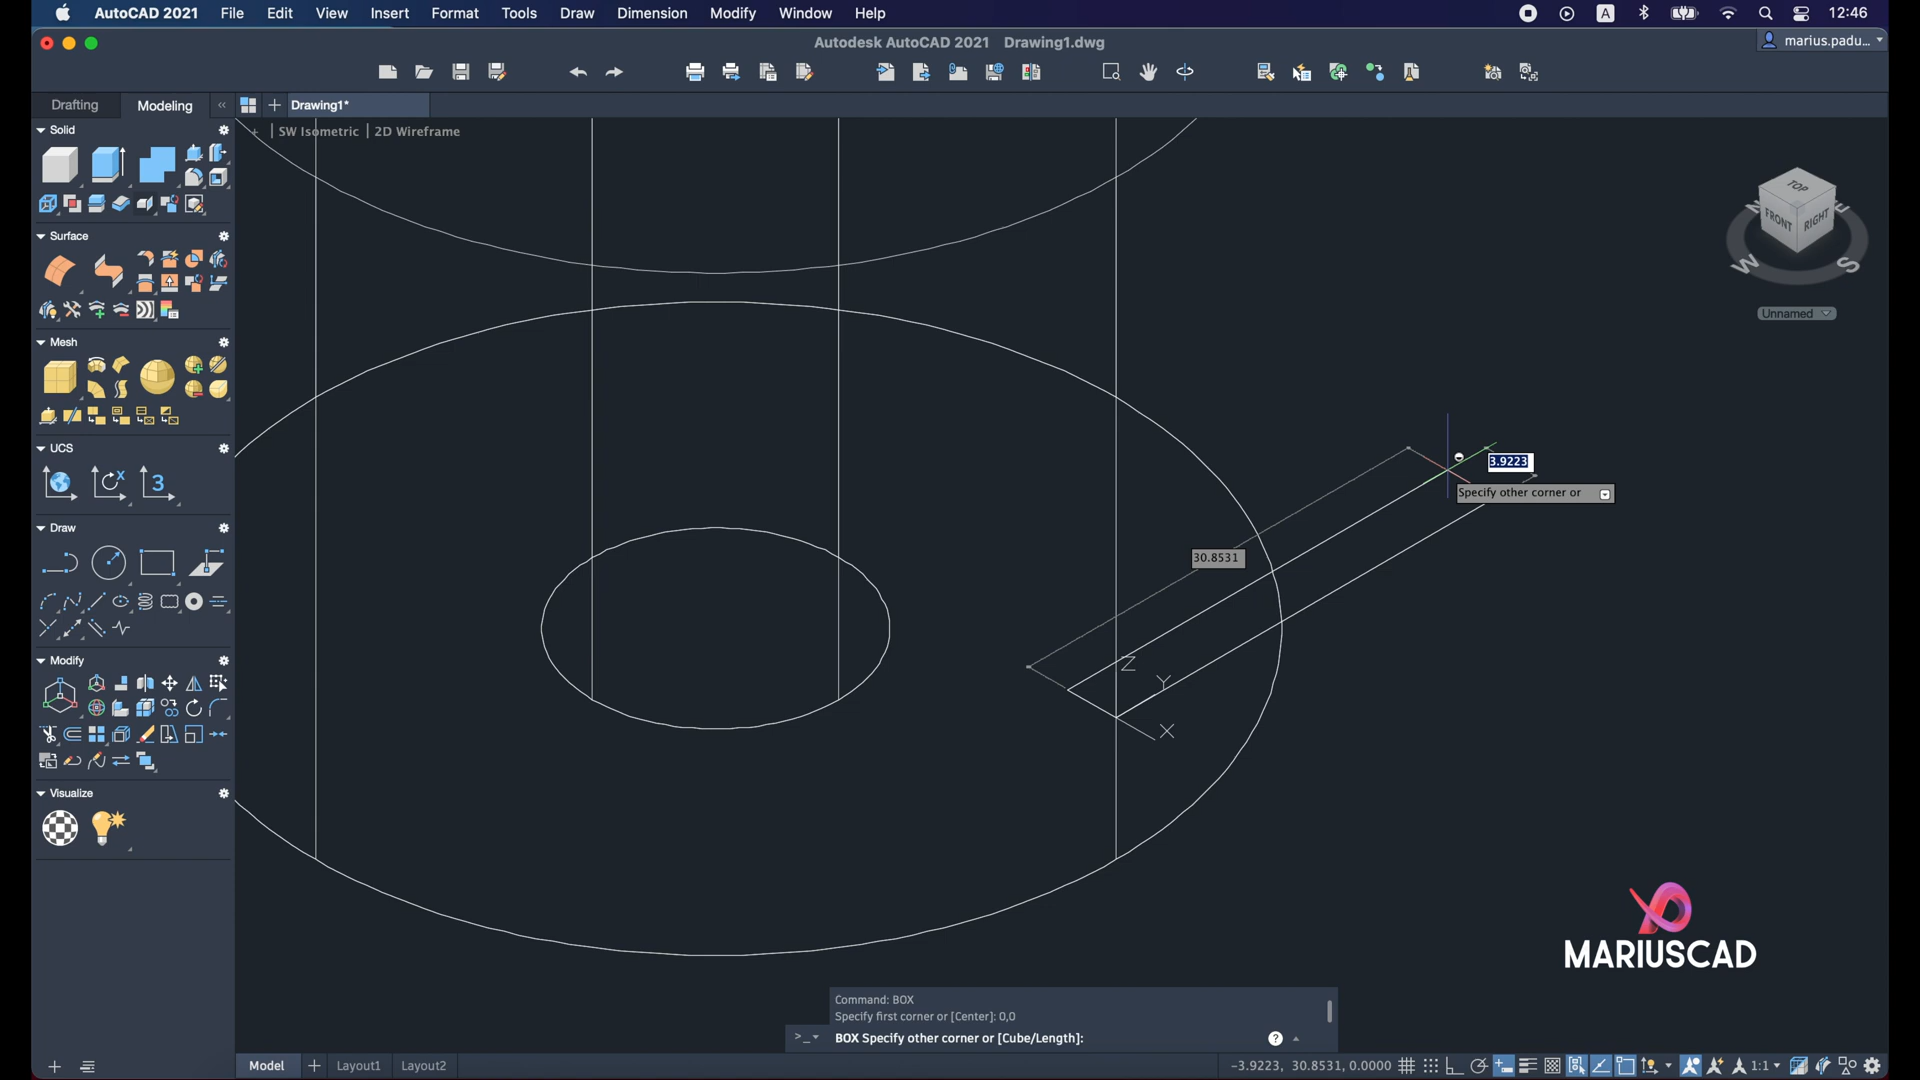 AutoCAD 2021 File Edit View Insert Format Tools Draw Dimension Modify Window Help A 12:46
Autodesk AutoCAD 2021 Drawing1.dwg marius.padu...
Drafting Modeling « Drawing1*
+ | SW Isometric | 2D Wireframe
Solid
Surface
Mesh
UCS
X 3
Draw
Modify
Visualize
TOP
FRONT RIGHT
W S
Unnamed
3.9223
Specify other corner or
30.8531
Z
Y
X
MARIUSCAD
Command: BOX
Specify first corner or [Center]: 0,0
>_ BOX Specify other corner or [Cube/Length]: ?
Model + Layout1 Layout2 -3.9223, 30.8531, 0.0000 1:1